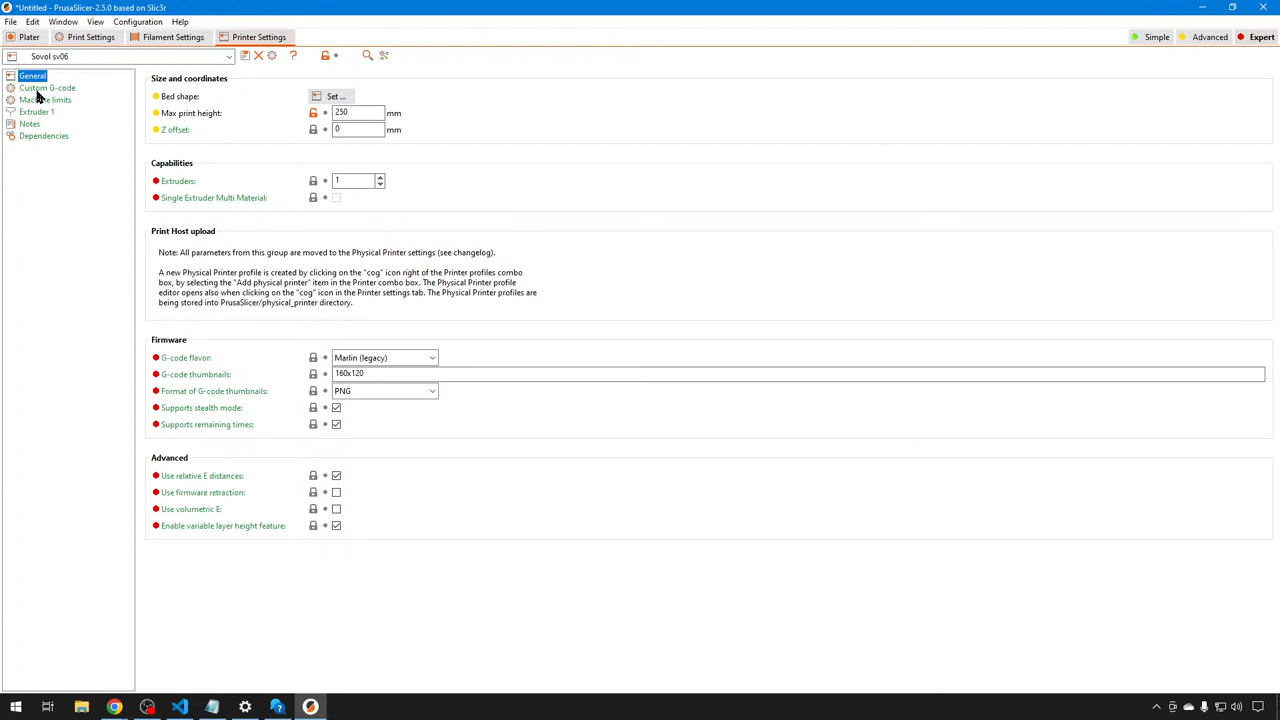 *Untitled - PrusaSlicer-2.5.0 based on Slic3r
File Edit Window View Configuration Help
Plater Print Settings Filament Settings Printer Settings Simple Advanced Expert
Sovol sv06
General
Custom G-code
Machine limits
Extruder 1
Notes
Dependencies
Size and coordinates
Bed shape: Set ...
Max print height: 250 mm
Z offset: 0 mm
Capabilities
Extruders: 1
Single Extruder Multi Material:
Print Host upload
Note: All parameters from this group are moved to the Physical Printer settings (see changelog).
A new Physical Printer profile is created by clicking on the "cog" icon right of the Printer profiles combo
box, by selecting the "Add physical printer" item in the Printer combo box. The Physical Printer profile
editor opens also when clicking on the "cog" icon in the Printer settings tab. The Physical Printer profiles are
being stored into PrusaSlicer/physical_printer directory.
Firmware
G-code flavor: Marlin (legacy)
G-code thumbnails: 160x120
Format of G-code thumbnails: PNG
Supports stealth mode:
Supports remaining times:
Advanced
Use relative E distances:
Use firmware retraction:
Use volumetric E:
Enable variable layer height feature: